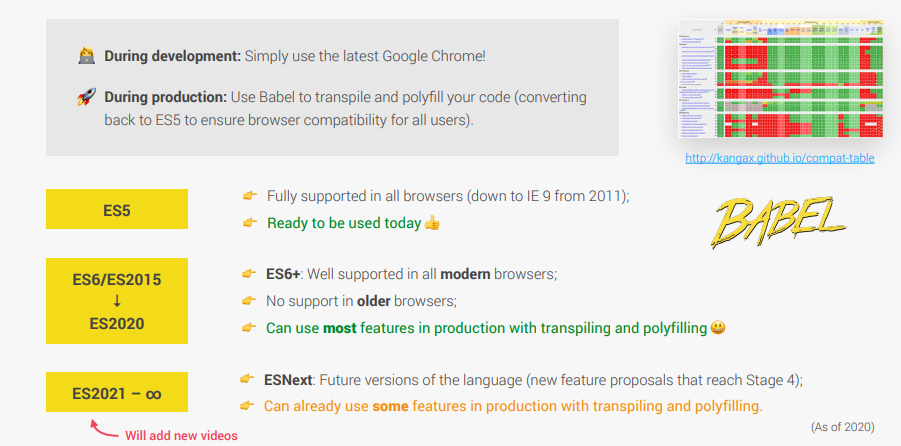 During development: Simply use the latest Google Chrome!
During production: Use Babel to transpile and polyfill your code (converting
back to ES5 to ensure browser compatibility for all users).
http://kangax.github.io/compat-table
ES5
Fully supported in all browsers (down to IE 9 from 2011);
Ready to be used today
BABEL
ES6/ES2015
↓
ES2020
ES6+: Well supported in all modern browsers;
No support in older browsers;
Can use most features in production with transpiling and polyfilling
ES2021 – ∞
ESNext: Future versions of the language (new feature proposals that reach Stage 4);
Can already use some features in production with transpiling and polyfilling.
Will add new videos
(As of 2020)